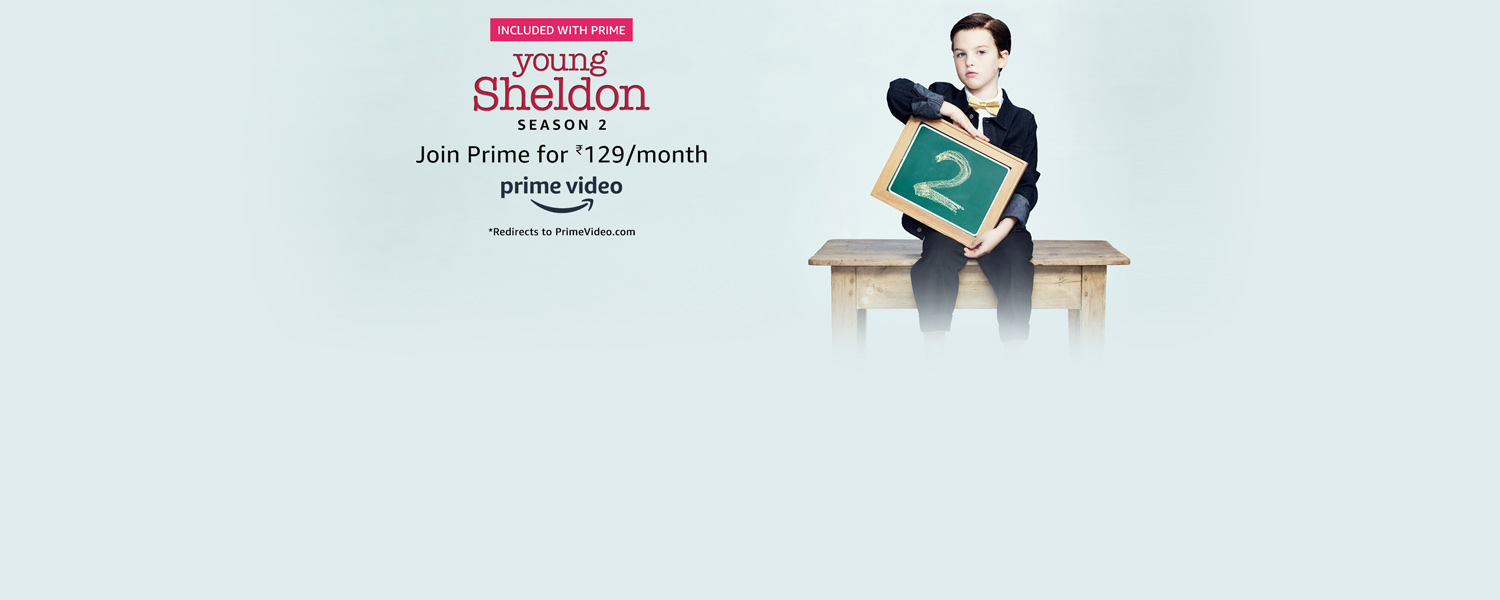 INCLUDED WITH PRIME
young
Sheldon
SEASON 2
Join Prime for ₹129/month
prime video
*Redirects to PrimeVideo.com
2